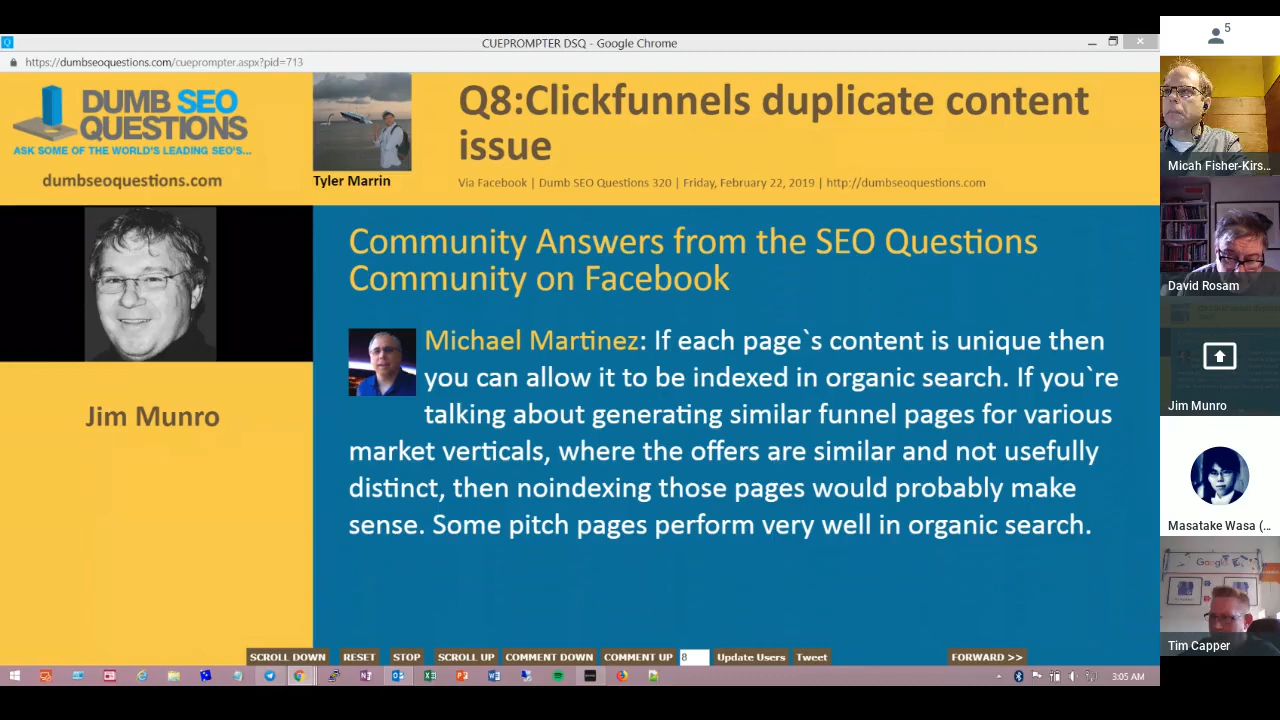 CUEPROMPTER DSQ - Google Chrome
https://dumbseoquestions.com/cueprompter.aspx?pid=713
DUMB SEO
QUESTIONS
ASK SOME OF THE WORLD'S LEADING SEO'S...
dumbseoquestions.com
Tyler Marrin
Q8:Clickfunnels duplicate content
issue
Via Facebook | Dumb SEO Questions 320 | Friday, February 22, 2019 | http://dumbseoquestions.com
Jim Munro
Community Answers from the SEO Questions
Community on Facebook
Michael Martinez: If each page`s content is unique then
you can allow it to be indexed in organic search. If you`re
talking about generating similar funnel pages for various
market verticals, where the offers are similar and not usefully
distinct, then noindexing those pages would probably make
sense. Some pitch pages perform very well in organic search.
SCROLL DOWN RESET STOP SCROLL UP COMMENT DOWN COMMENT UP 8 Update Users Tweet FORWARD >>
3:05 AM
5
Micah Fisher-Kirs...
David Rosam
Jim Munro
Masatake Wasa (...
Google
Tim Capper